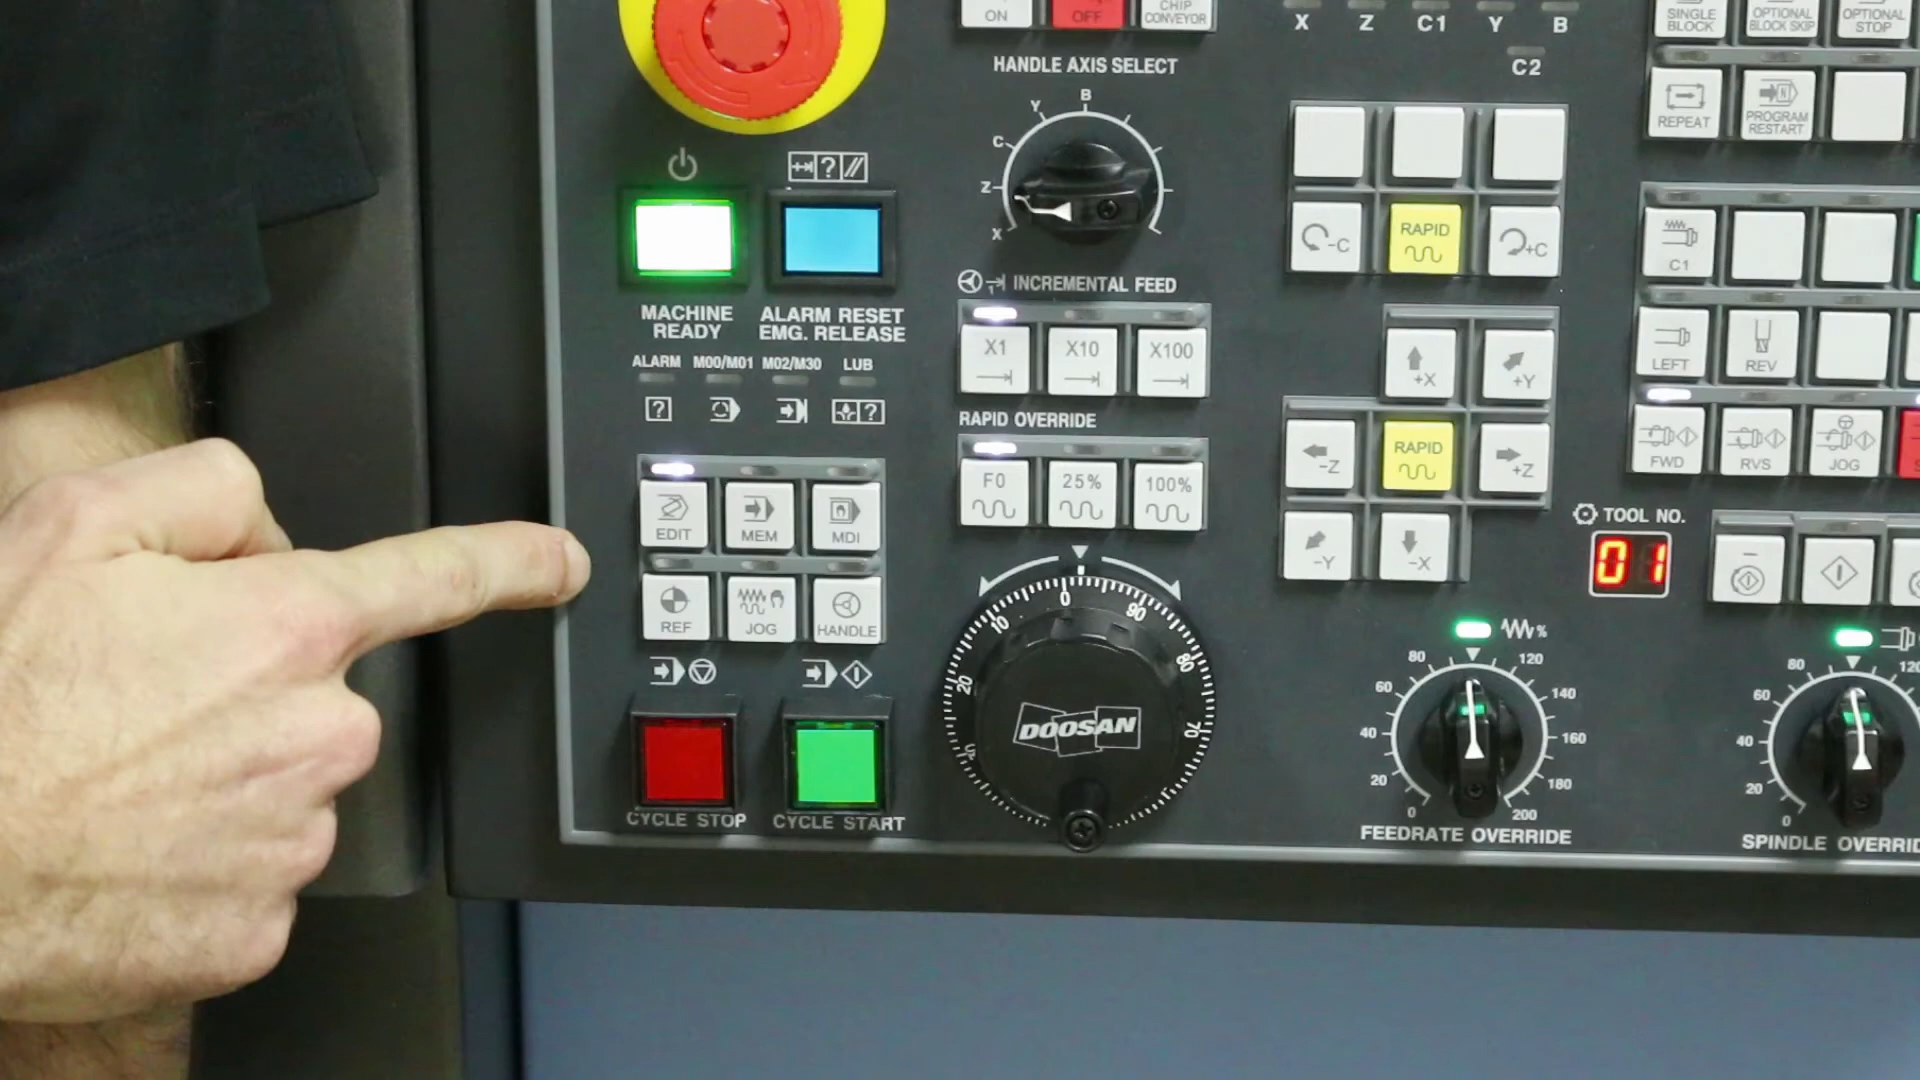 ON
OFF
CHIP
CONVEYOR
HANDLE AXIS SELECT
X
Z
C
Y
B
MACHINE
READY
ALARM RESET
EMG. RELEASE
ALARM
M00/M01
M02/M30
LUB
?
?
?
EDIT
MEM
MDI
REF
JOG
HANDLE
CYCLE STOP
CYCLE START
INCREMENTAL FEED
X1
X10
X100
RAPID OVERRIDE
F0
25%
100%
0
90
80
70
10
20
DOOSAN
X
Z
C1
Y
B
C2
-C
RAPID
+C
+X
+Y
-Z
RAPID
+Z
-Y
-X
SINGLE
BLOCK
OPTIONAL
BLOCK SKIP
OPTIONAL
STOP
REPEAT
N
PROGRAM
RESTART
C1
LEFT
REV
FWD
RVS
JOG
TOOL NO.
01
%
0
20
40
60
80
120
140
160
180
200
FEEDRATE OVERRIDE
0
20
40
60
80
120
SPINDLE OVERRID